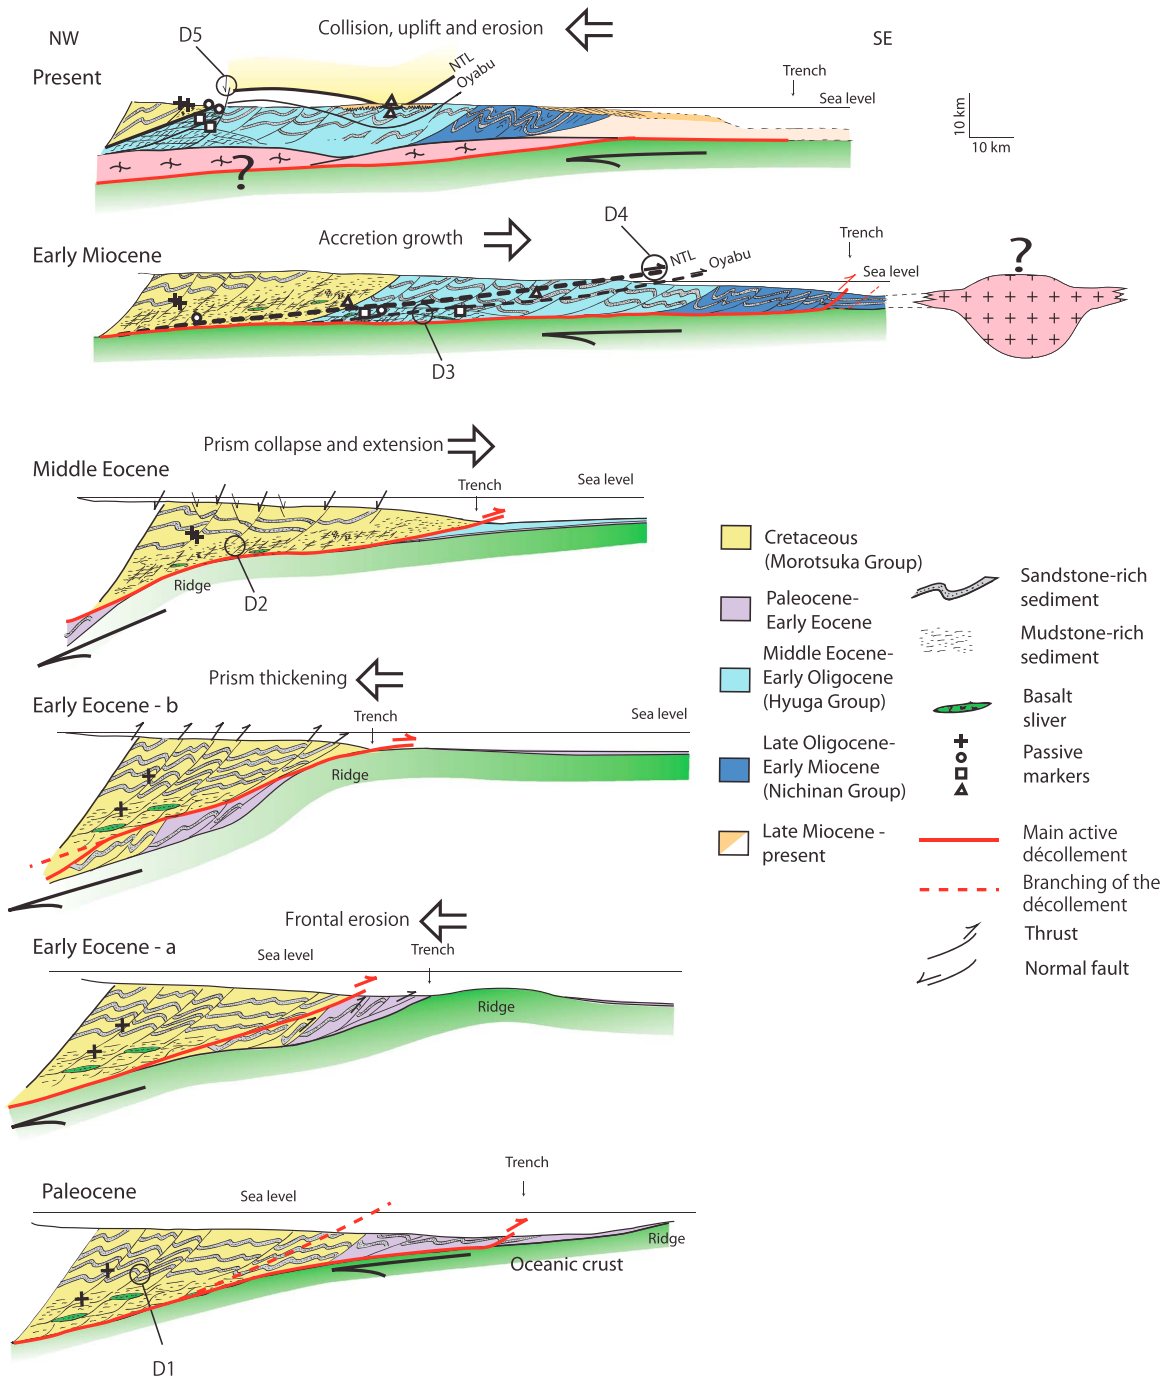 NW
D5
Collision, uplift and erosion
SE
Present
NTL
Oyabu
Trench
Sea level
10 km
10 km
?
D4
Early Miocene
Accretion growth
NTL
Oyabu
Trench
Sea level
?
D3
Prism collapse and extension
Middle Eocene
Trench
Sea level
Ridge
D2
Prism thickening
Early Eocene - b
Trench
Sea level
Ridge
Frontal erosion
Early Eocene - a
Sea level
Trench
Ridge
Trench
Paleocene
Sea level
Ridge
Oceanic crust
D1
Cretaceous
(Morotsuka Group)
Paleocene-
Early Eocene
Middle Eocene-
Early Oligocene
(Hyuga Group)
Late Oligocene-
Early Miocene
(Nichinan Group)
Late Miocene -
present
Sandstone-rich
sediment
Mudstone-rich
sediment
Basalt
sliver
Passive
markers
Main active
décollement
Branching of the
décollement
Thrust
Normal fault